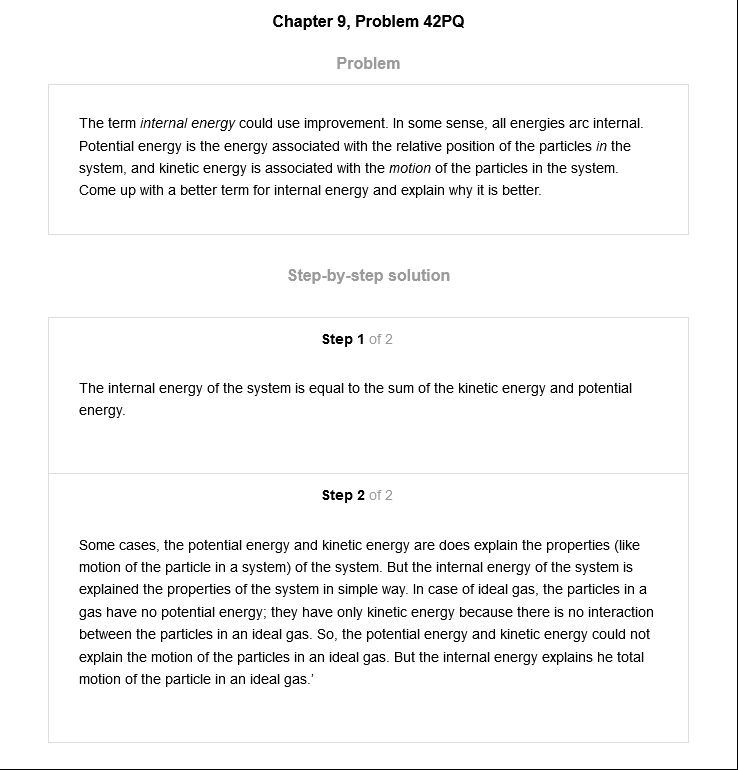 Chapter 9, Problem 42PQ
Problem
The term internal energy could use improvement. In some sense, all energies arc internal.
Potential energy is the energy associated with the relative position of the particles in the
system, and kinetic energy is associated with the motion of the particles in the system.
Come up with a better term for internal energy and explain why it is better.
Step-by-step solution
Step 1 of 2
The internal energy of the system is equal to the sum of the kinetic energy and potential
energy.
Step 2 of 2
Some cases, the potential energy and kinetic energy are does explain the properties (like
motion of the particle in a system) of the system. But the internal energy of the system is
explained the properties of the system in simple way. In case of ideal gas, the particles in a
gas have no potential energy; they have only kinetic energy because there is no interaction
between the particles in an ideal gas. So, the potential energy and kinetic energy could not
explain the motion of the particles in an ideal gas. But the internal energy explains he total
motion of the particle in an ideal gas.’